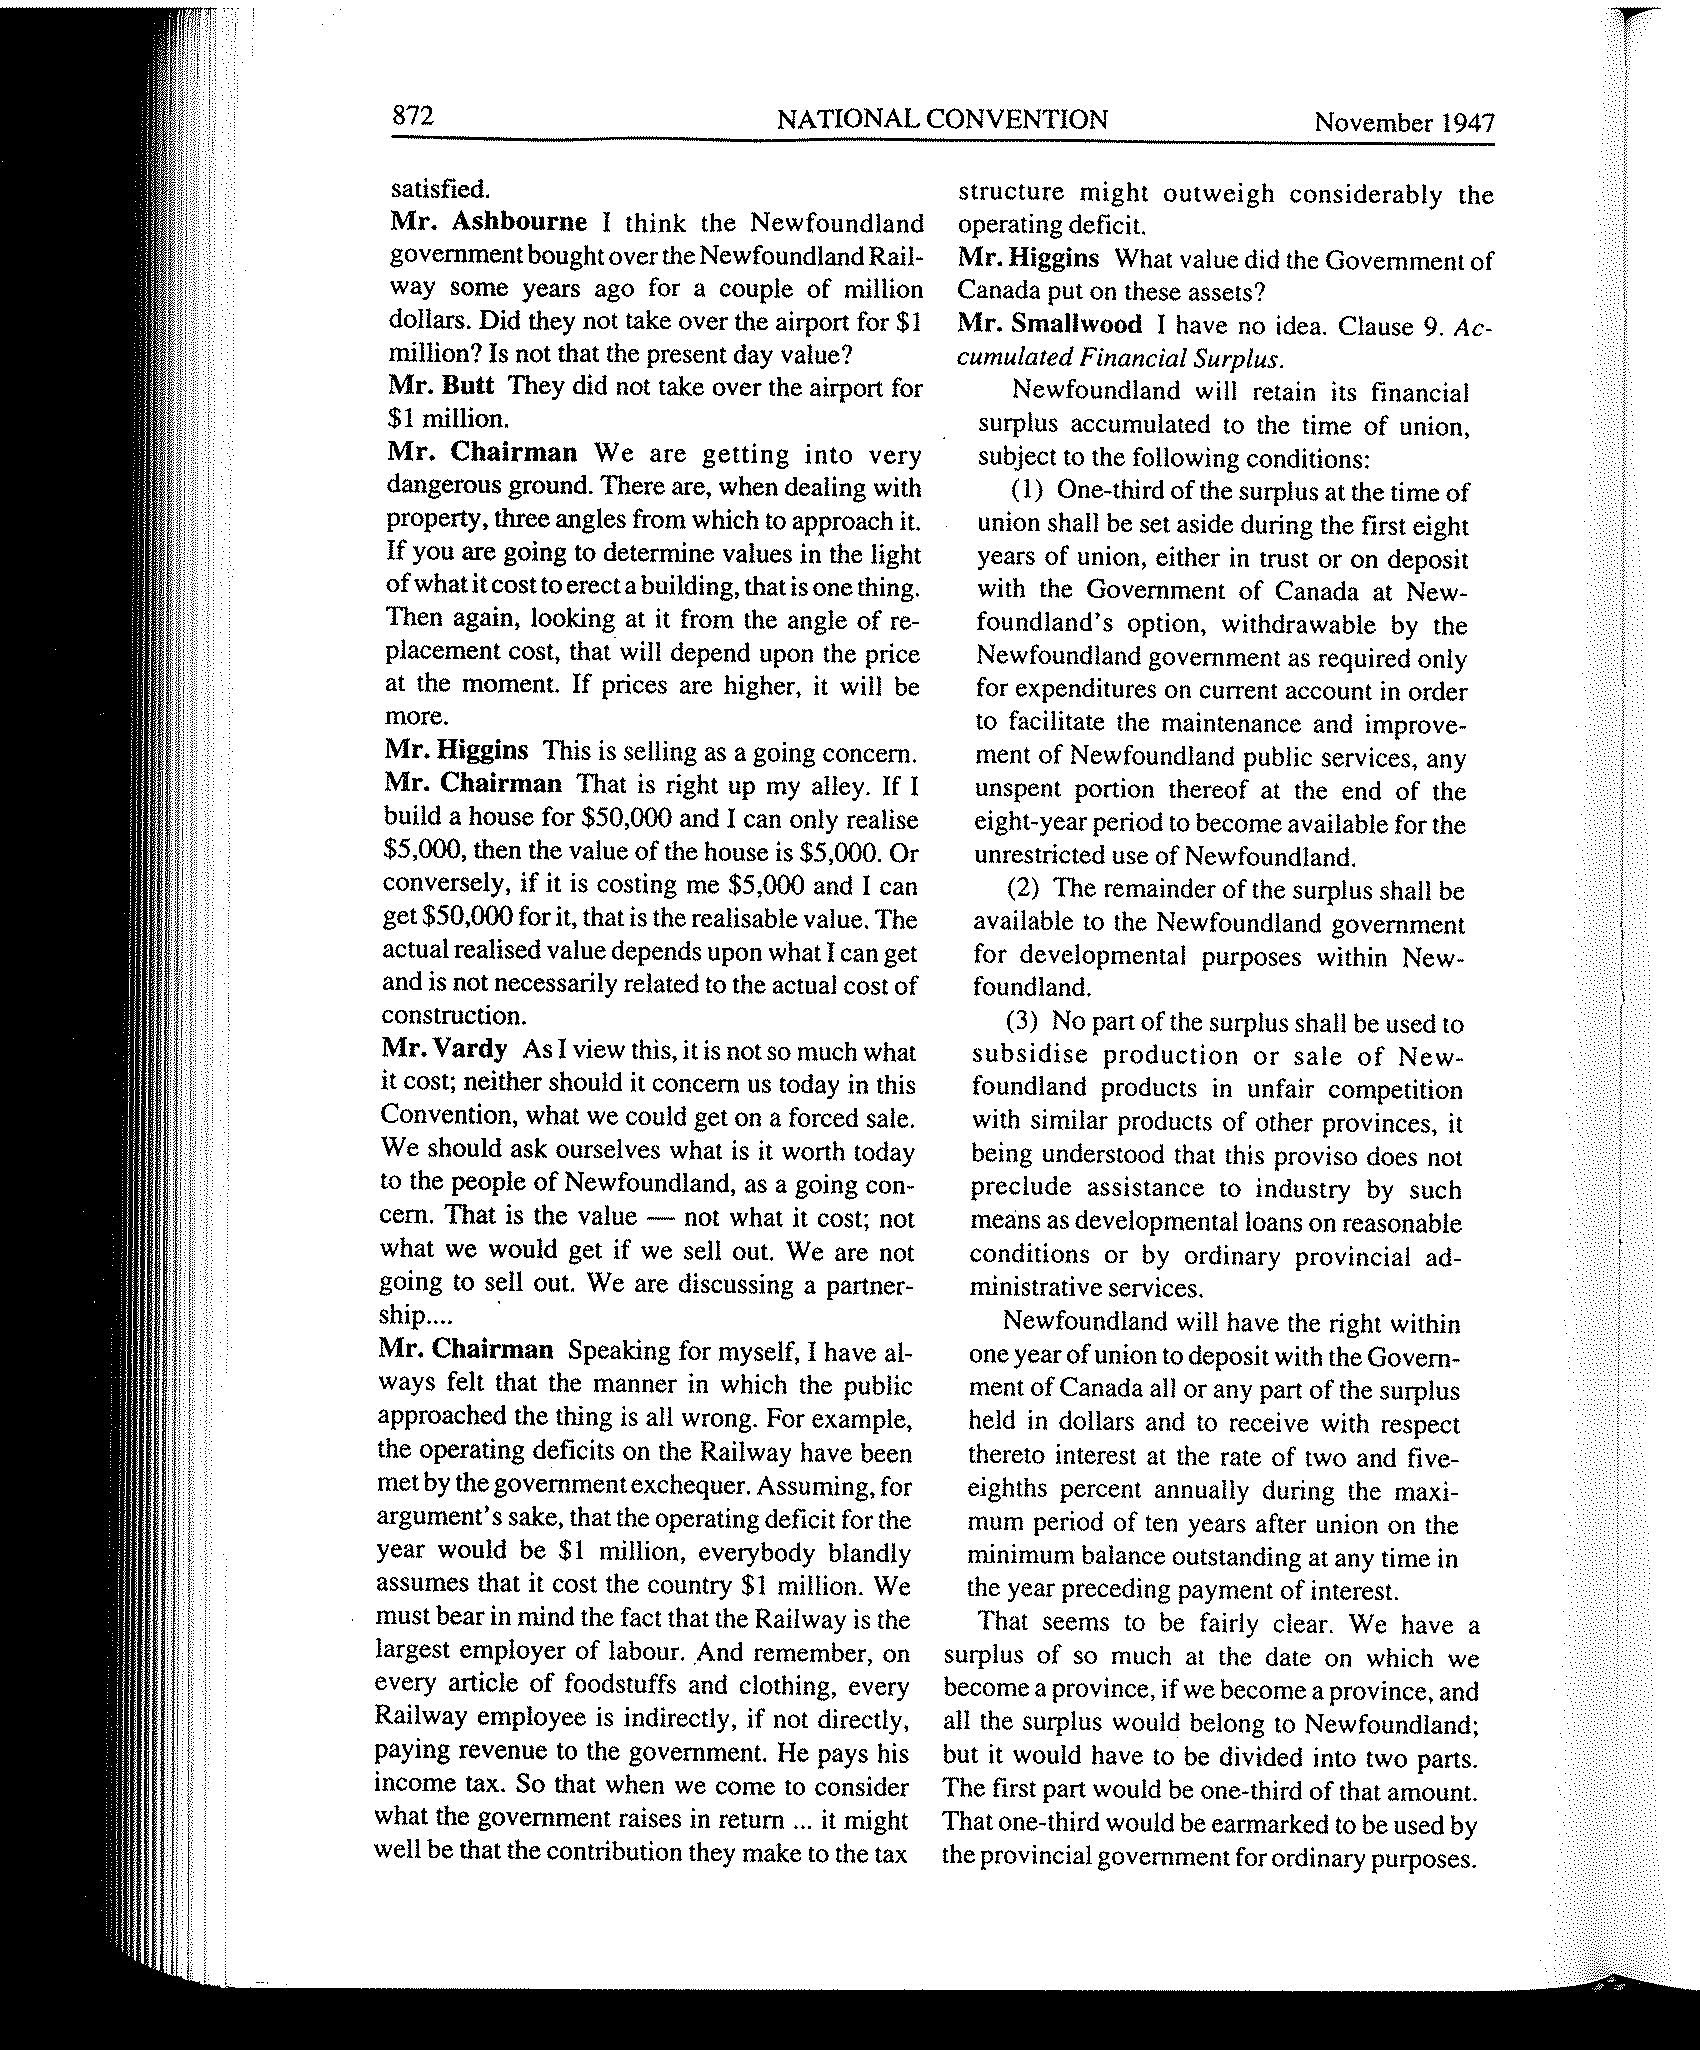 872 NATIONAL CONVENTION November 1947
satisfied.
Mr. Ashbourne I think the Newfoundland
government bought over the Newfoundland Rail-
way some years ago for a couple of million
dollars. Did they not take over the airport for $1
million? Is not that the present day value?
Mr. Butt They did not take over the airport for
$1 million.
Mr. Chairman We are getting into very
dangerous ground. There are, when dealing with
property, three angles from which to approach it.
If you are going to determine values in the light
of what it cost to erect a building, that is one thing.
Then again, looking at it from the angle of re-
placement cost, that will depend upon the price
at the moment. If prices are higher, it will be
more.
Mr. Higgins This is selling as a going concern.
Mr. Chairman That is right up my alley. If I
build a house for $50,000 and I can only realise
$5,000, then the value of the house is $5,000. Or
conversely, if it is costing me $5,000 and I can
get $50,000 for it, that is the realisable value. The
actual realised value depends upon what I can get
and is not necessarily related to the actual cost of
construction.
Mr. Vardy As I view this, it is not so much what
it cost; neither should it concern us today in this
Convention, what we could get on a forced sale.
We should ask ourselves what is it worth today
to the people of Newfoundland, as a going con-
cern. That is the value — not what it cost; not
what we would get if we sell out. We are not
going to sell out. We are discussing a partner-
ship....
Mr. Chairman Speaking for myself, I have al-
ways felt that the manner in which the public
approached the thing is all wrong. For example,
the operating deficits on the Railway have been
met by the government exchequer. Assuming, for
argument's sake, that the operating deficit for the
year would be $1 million, everybody blandly
assumes that it cost the country $1 million. We
must bear in mind the fact that the Railway is the
largest employer of labour. And remember, on
every article of foodstuffs and clothing, every
Railway employee is indirectly, if not directly,
paying revenue to the government. He pays his
income tax. So that when we come to consider
what the government raises in return ... it might
well be that the contribution they make to the tax
structure might outweigh considerably the
operating deficit.
Mr. Higgins What value did the Government of
Canada put on these assets?
Mr. Smallwood I have no idea. Clause 9. Ac-
cumulated Financial Surplus.
Newfoundland will retain its financial
surplus accumulated to the time of union,
subject to the following conditions:
(1) One-third of the surplus at the time of
union shall be set aside during the first eight
years of union, either in trust or on deposit
with the Government of Canada at New-
foundland's option, withdrawable by the
Newfoundland government as required only
for expenditures on current account in order
to facilitate the maintenance and improve-
ment of Newfoundland public services, any
unspent portion thereof at the end of the
eight-year period to become available for the
unrestricted use of Newfoundland.
(2) The remainder of the surplus shall be
available to the Newfoundland government
for developmental purposes within New-
foundland.
(3) No part of the surplus shall be used to
subsidise production or sale of New-
foundland products in unfair competition
with similar products of other provinces, it
being understood that this proviso does not
preclude assistance to industry by such
means as developmental loans on reasonable
conditions or by ordinary provincial ad-
ministrative services.
Newfoundland will have the right within
one year of union to deposit with the Govern-
ment of Canada all or any part of the surplus
held in dollars and to receive with respect
thereto interest at the rate of two and five-
eighths percent annually during the maxi-
mum period of ten years after union on the
minimum balance outstanding at any time in
the year preceding payment of interest.
That seems to be fairly clear. We have a
surplus of so much at the date on which we
become a province, if we become a province, and
all the surplus would belong to Newfoundland;
but it would have to be divided into two parts.
The first part would be one-third of that amount.
That one-third would be earmarked to be used by
the provincial government for ordinary purposes.